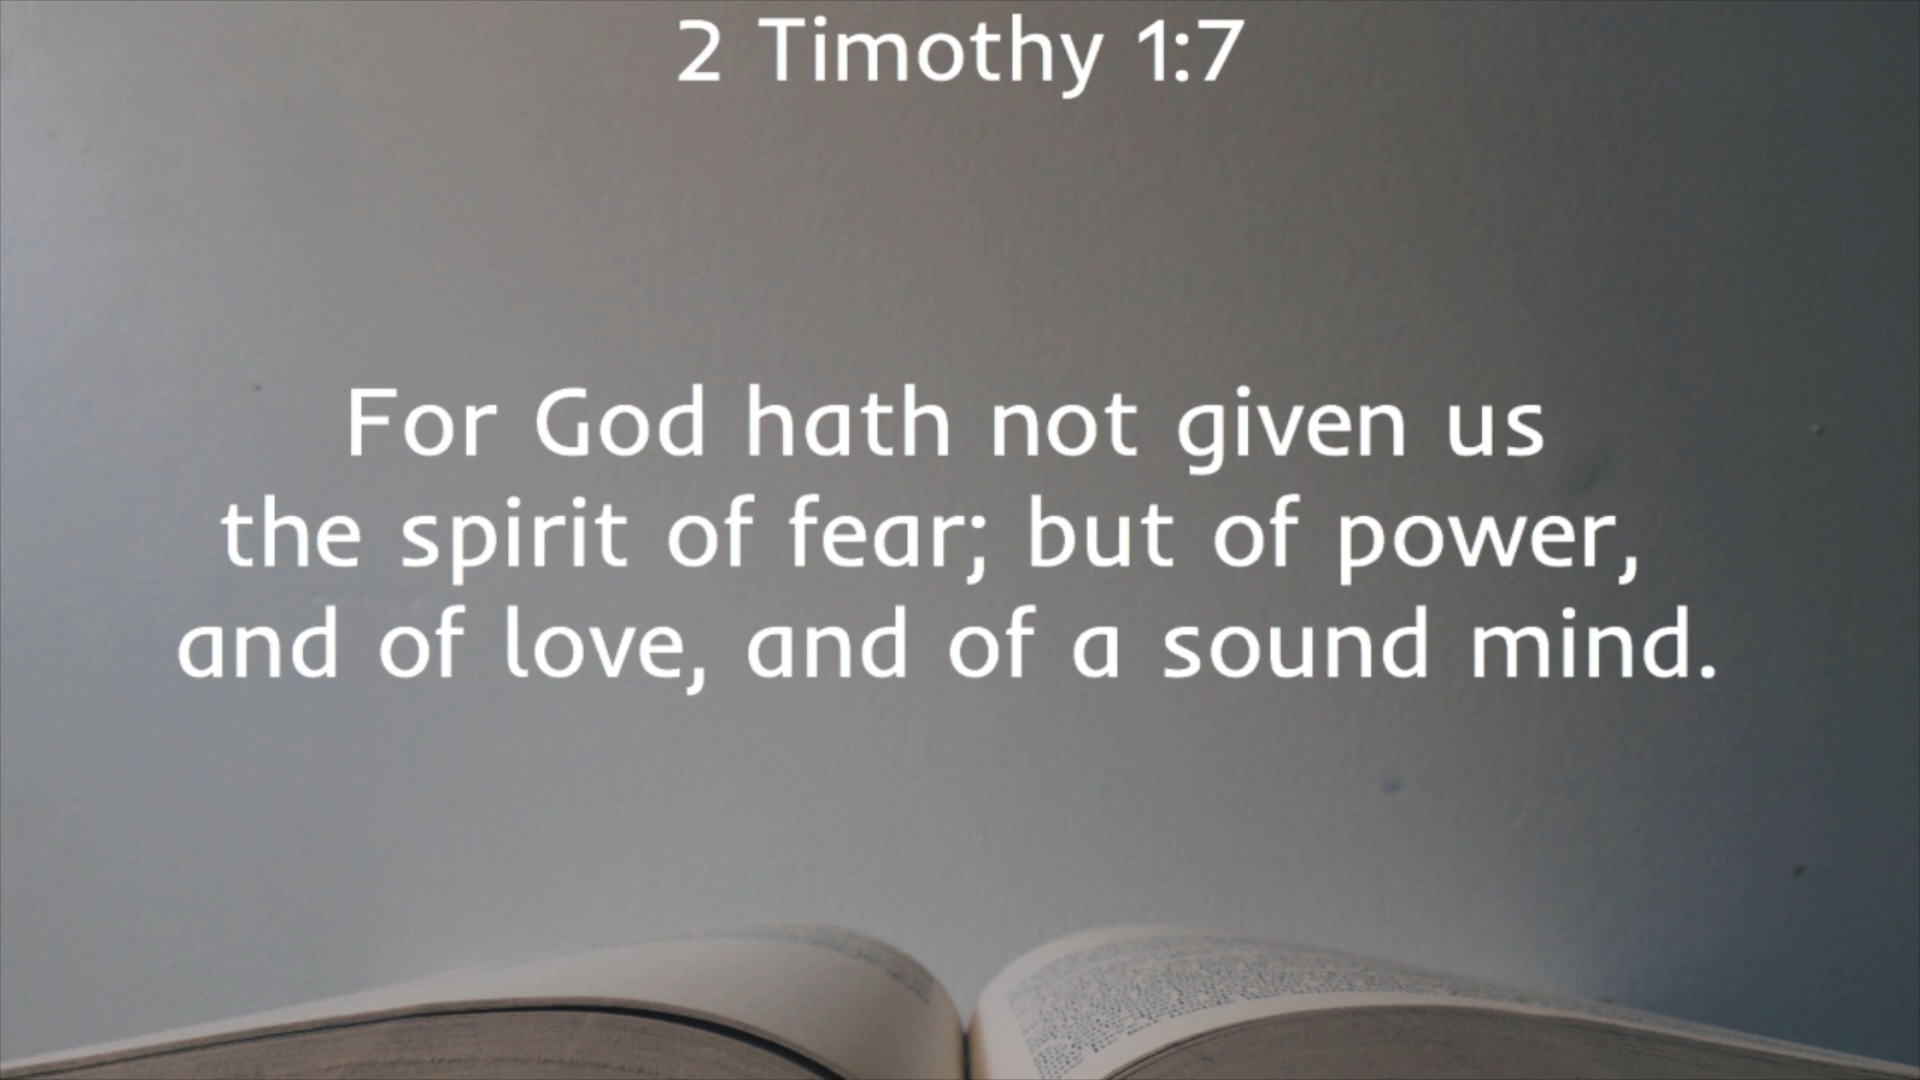 2 Timothy 1:7
For God hath not given us
the spirit of fear; but of power,
and of love, and of a sound mind.